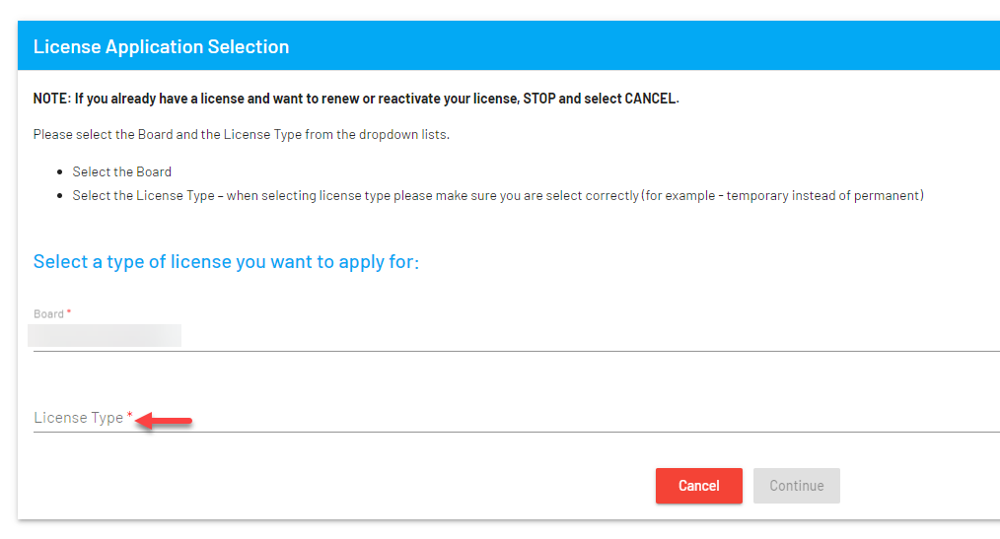 License Application Selection
NOTE: If you already have a license and want to renew or reactivate your license, STOP and select CANCEL.
Please select the Board and the License Type from the dropdown lists.
• Select the Board
• Select the License Type – when selecting license type please make sure you are select correctly (for example - temporary instead of permanent)
Select a type of license you want to apply for:
Board *
License Type *
Cancel Continue